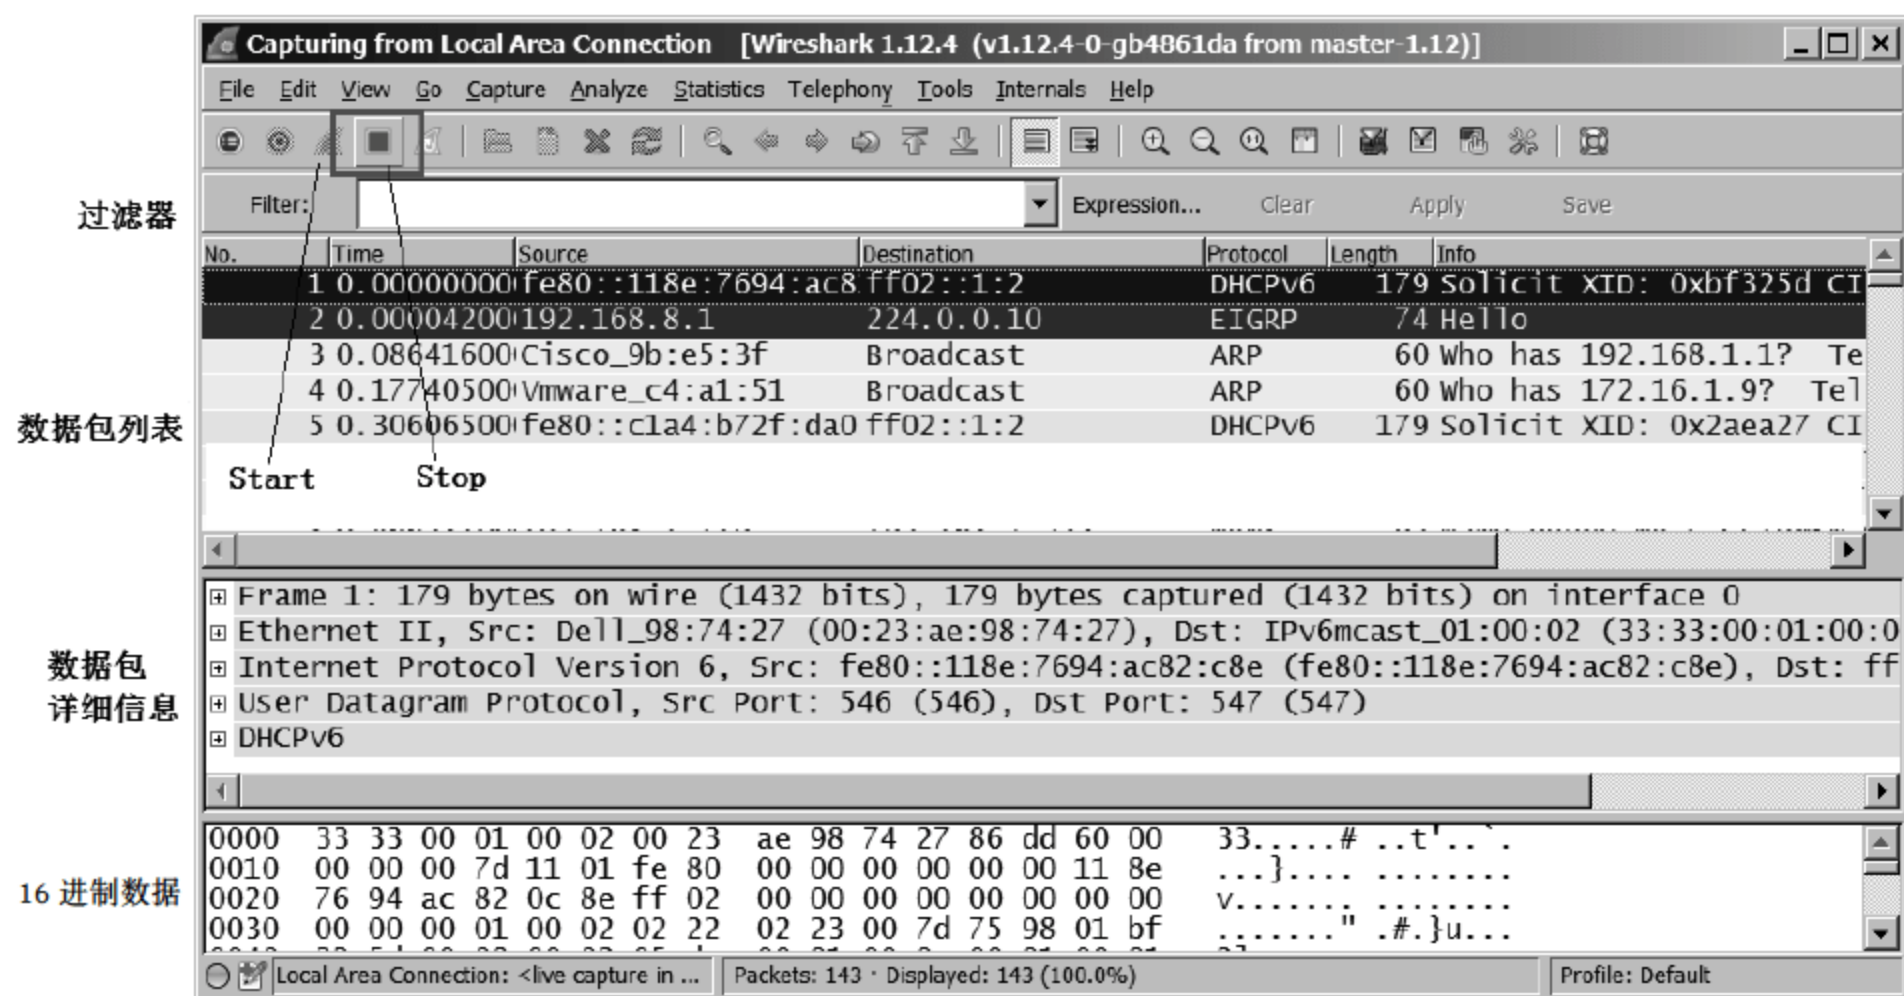 Capturing from Local Area Connection [Wireshark 1.12.4 (v1.12.4-0-gb4861da from master-1.12)]
File Edit View Go Capture Analyze Statistics Telephony Tools Internals Help
过滤器
Filter: Expression... Clear Apply Save
No. Time Source Destination Protocol Length Info
1 0.00000000 fe80::118e:7694:ac8 ff02::1:2 DHCPv6 179 Solicit XID: 0xbf325d CI
2 0.00004200 192.168.8.1 224.0.0.10 EIGRP 74 Hello
3 0.08641600 Cisco_9b:e5:3f Broadcast ARP 60 Who has 192.168.1.1? Te
4 0.17740500 Vmware_c4:a1:51 Broadcast ARP 60 Who has 172.16.1.9? Tel
数据包列表
5 0.30606500 fe80::c1a4:b72f:da0 ff02::1:2 DHCPv6 179 Solicit XID: 0x2aea27 CI
Start Stop
Frame 1: 179 bytes on wire (1432 bits), 179 bytes captured (1432 bits) on interface 0
Ethernet II, Src: Dell_98:74:27 (00:23:ae:98:74:27), Dst: IPv6mcast_01:00:02 (33:33:00:01:00:0
数据包
详细信息
Internet Protocol Version 6, Src: fe80::118e:7694:ac82:c8e (fe80::118e:7694:ac82:c8e), Dst: ff
User Datagram Protocol, Src Port: 546 (546), Dst Port: 547 (547)
DHCPv6
16 进制数据
0000 33 33 00 01 00 02 00 23 ae 98 74 27 86 dd 60 00 33.....# ..t'..`.
0010 00 00 00 7d 11 01 fe 80 00 00 00 00 00 00 11 8e ...}.... ........
0020 76 94 ac 82 0c 8e ff 02 00 00 00 00 00 00 00 00 v....... ........
0030 00 00 00 01 00 02 02 22 02 23 00 7d 75 98 01 bf ......." .#.}u...
Local Area Connection: <live capture in ... Packets: 143 · Displayed: 143 (100.0%) Profile: Default